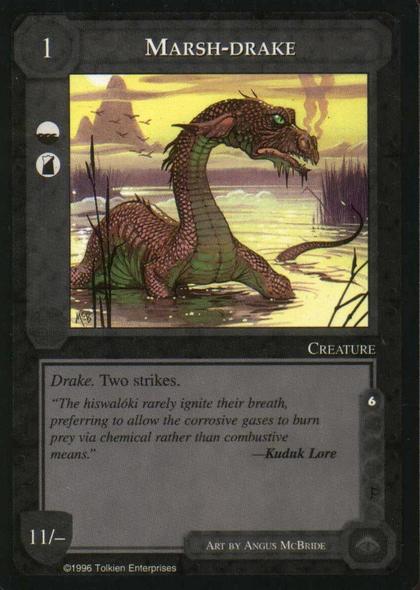 1
MARSH-DRAKE
McB
CREATURE
Drake. Two strikes.
6
"The hiswalóki rarely ignite their breath,
preferring to allow the corrosive gases to burn
prey via chemical rather than combustive
means." —Kuduk Lore
11/–
ART BY ANGUS MCBRIDE
©1996 Tolkien Enterprises